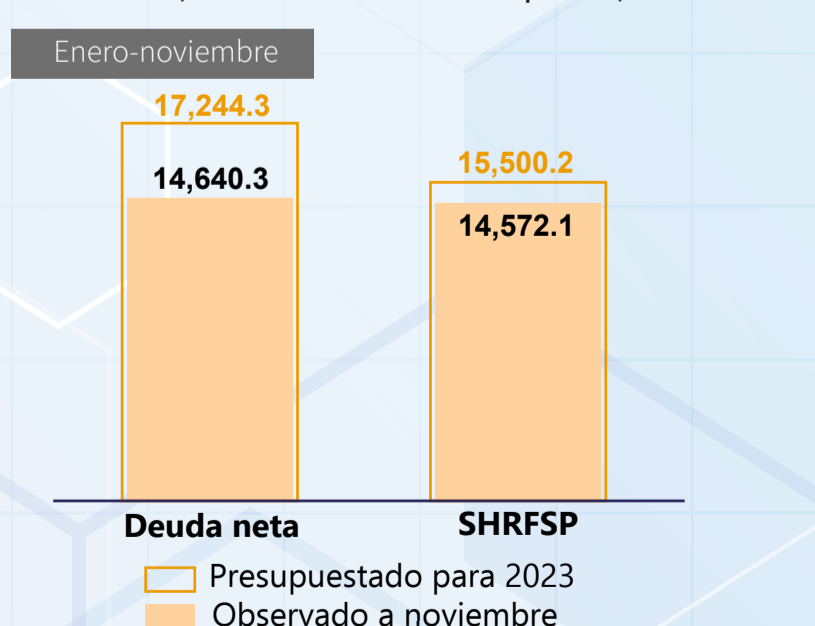 Enero-noviembre
17,244.3
14,640.3
15,500.2
14,572.1
Deuda neta
SHRFSP
Presupuestado para 2023
Observado a noviembre